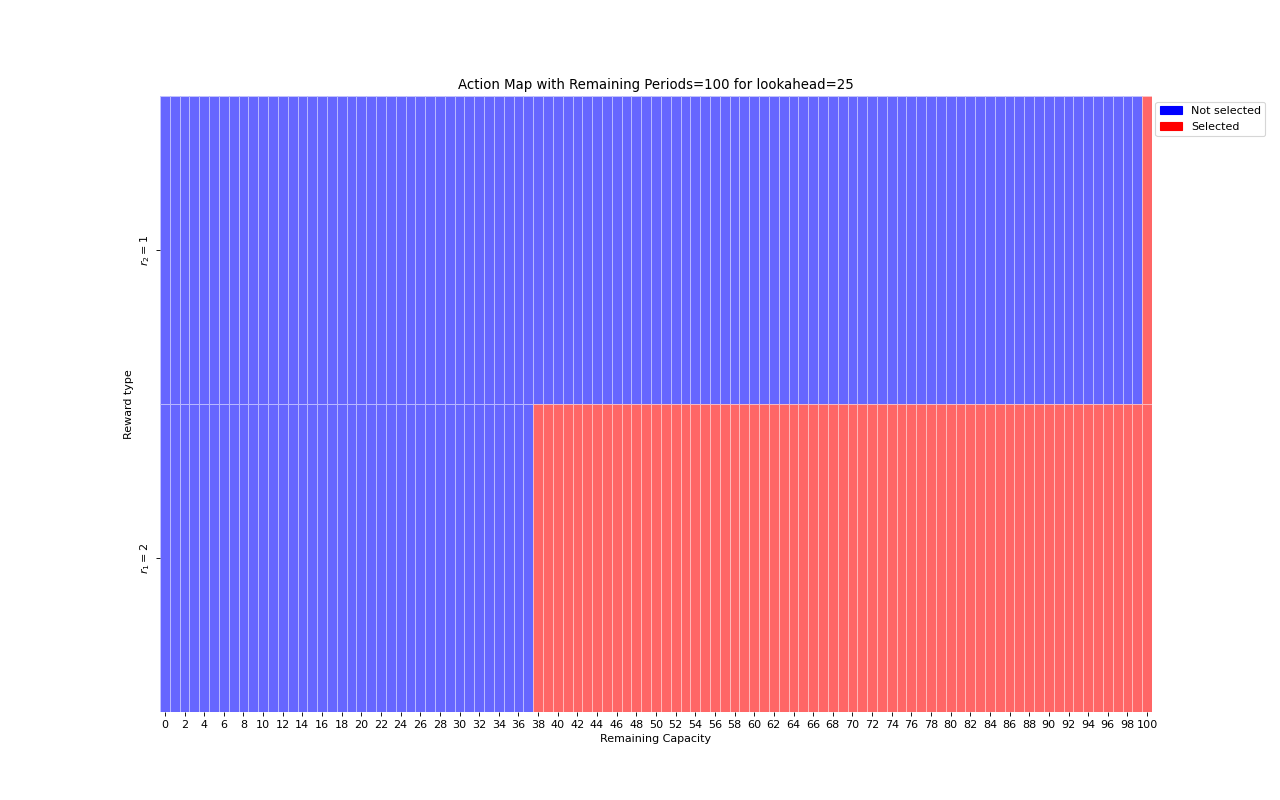 Action Map with Remaining Periods=100 for lookahead=25
Not selected
Selected
r₂ = 1
Reward type
r₁ = 2
0 2 4 6 8 10 12 14 16 18 20 22 24 26 28 30 32 34 36 38 40 42 44 46 48 50 52 54 56 58 60 62 64 66 68 70 72 74 76 78 80 82 84 86 88 90 92 94 96 98 100
Remaining Capacity